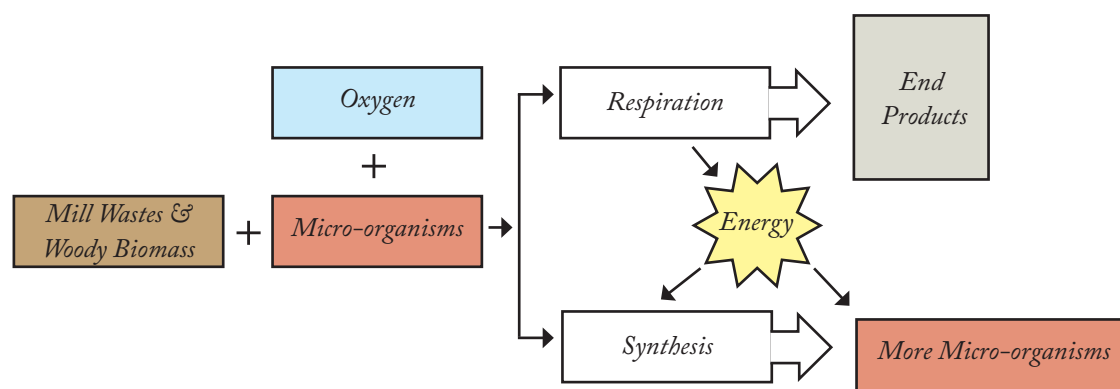 Oxygen
+
Mill Wastes &
Woody Biomass
+
Micro-organisms
Respiration
End
Products
Energy
Synthesis
More Micro-organisms